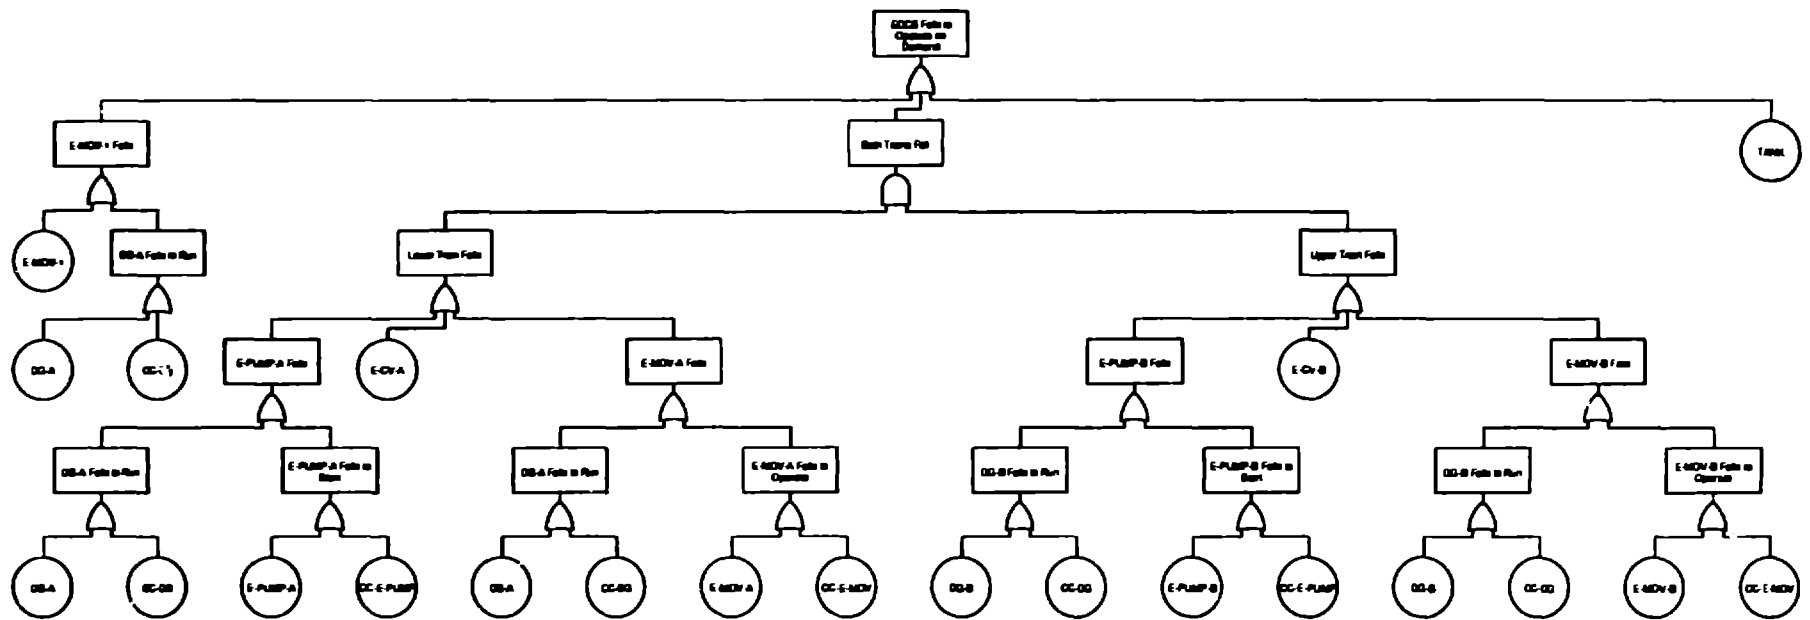 ECCS Fails to
Operate on
Demand
E-MOV-1 Fails
Both Trains Fail
TANK
E-MOV-1
DG-A Fails to Run
Lower Train Fails
Upper Train Fails
DG-A
E-PUMP-A Fails
E-CV-A
E-MOV-A Fails
E-PUMP-B Fails
E-CV-B
E-MOV-B Fails
DG-A Fails to Run
E-PUMP-A Fails to
Start
DG-A Fails to Run
E-MOV-A Fails to
Operate
DG-B Fails to Run
E-PUMP-B Fails to
Start
DG-B Fails to Run
E-MOV-B Fails to
Operate
DG-A
CC-DG
E-PUMP-A
CC-E-PUMP
DG-A
CC-DG
E-MOV-A
CC-E-MOV
DG-B
CC-DG
E-PUMP-B
CC-E-PUMP
DG-B
CC-DG
E-MOV-B
CC-E-MOV